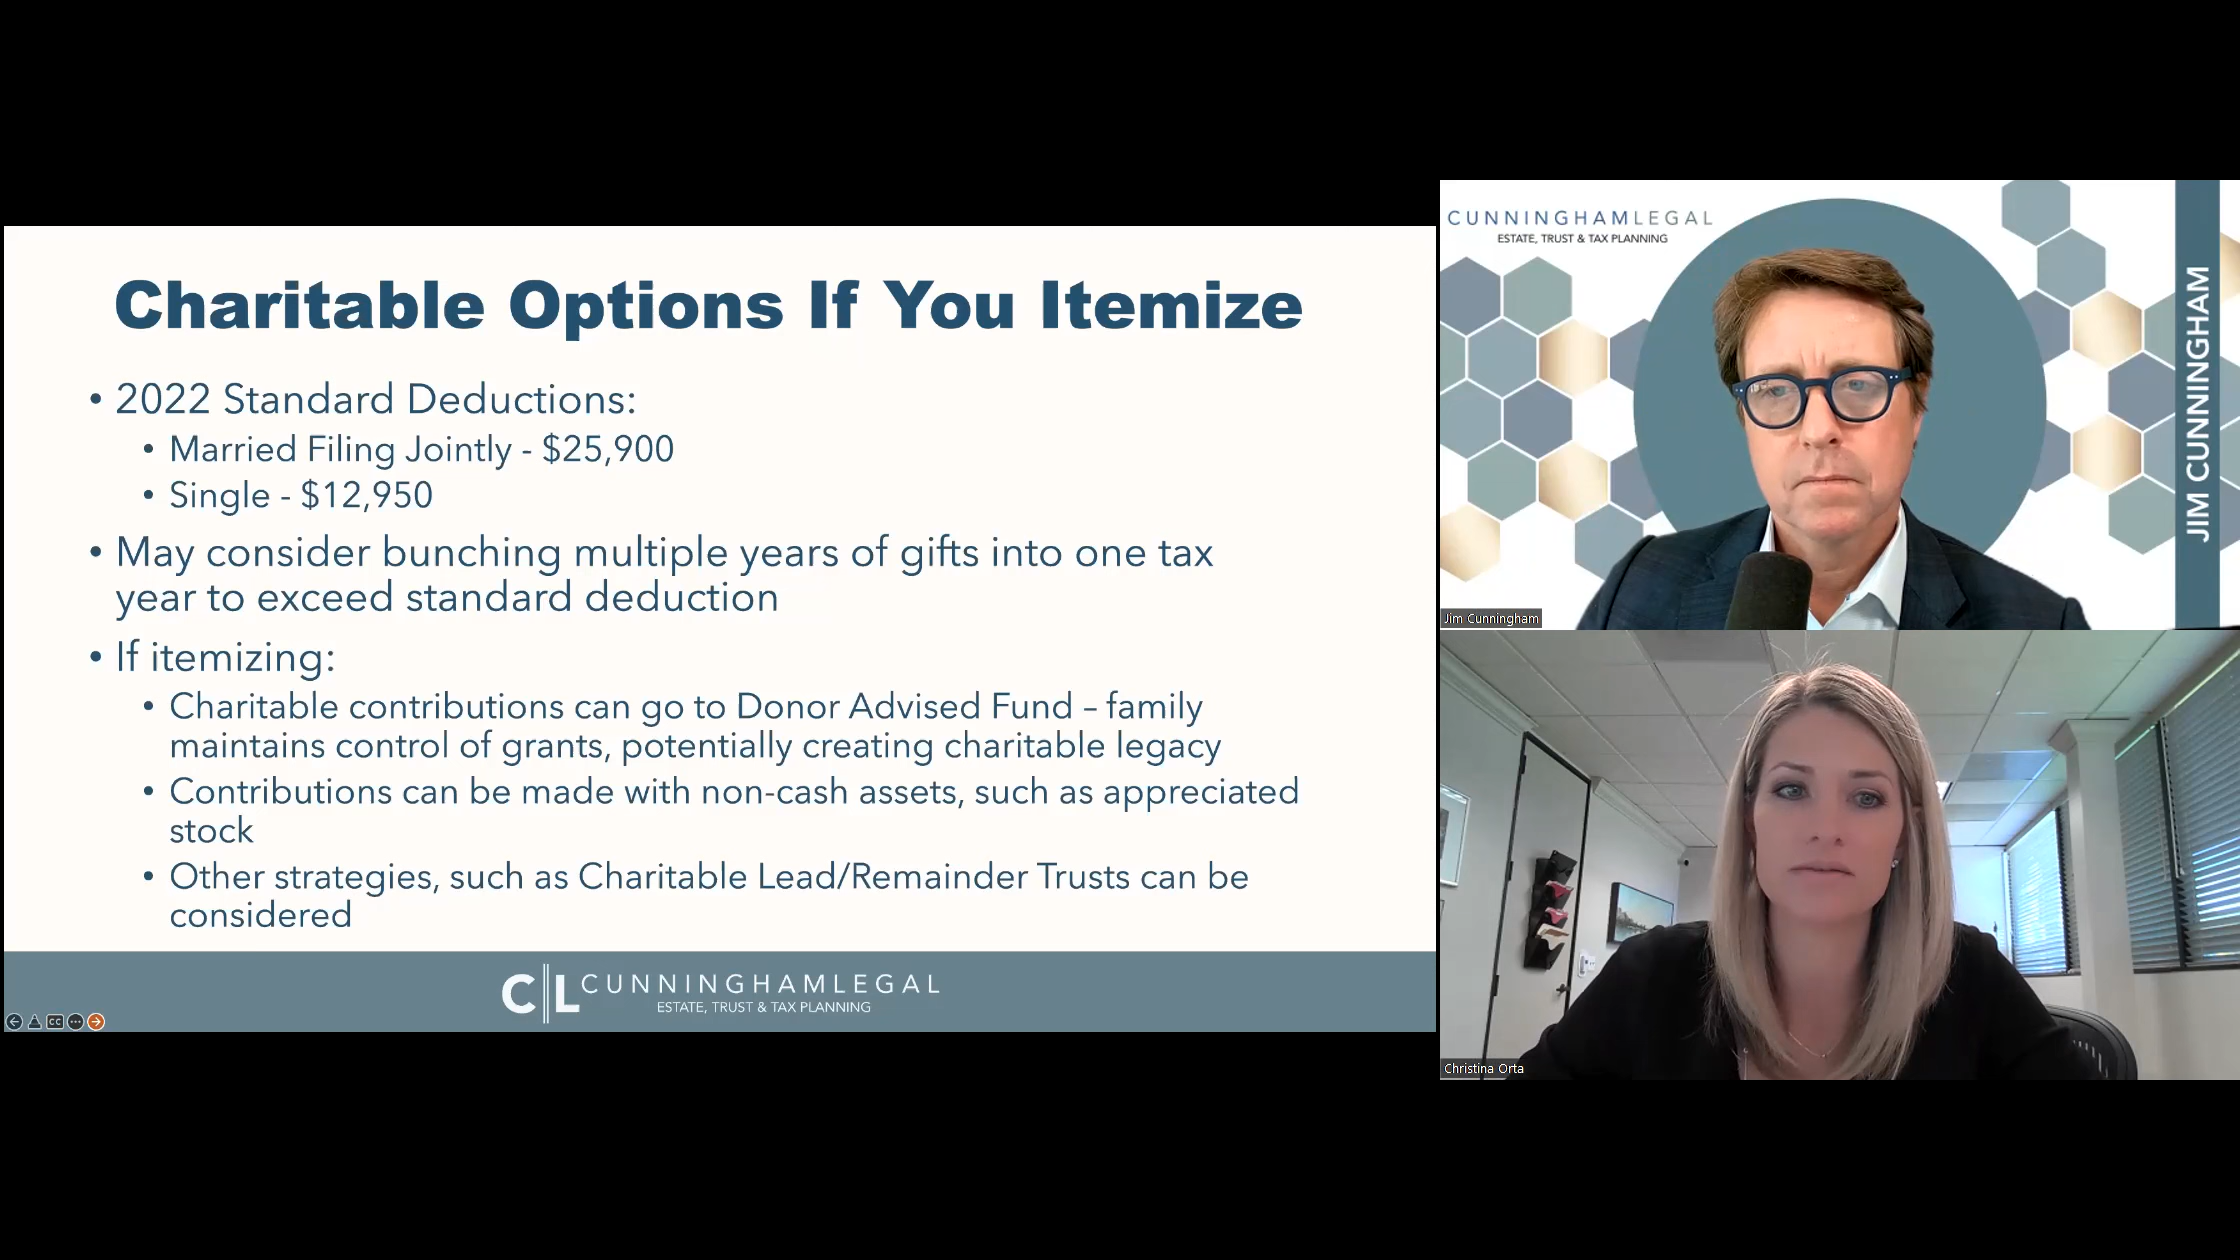 Charitable Options If You Itemize
• 2022 Standard Deductions:
• Married Filing Jointly - $25,900
• Single - $12,950
• May consider bunching multiple years of gifts into one tax
year to exceed standard deduction
• If itemizing:
• Charitable contributions can go to Donor Advised Fund – family
maintains control of grants, potentially creating charitable legacy
• Contributions can be made with non-cash assets, such as appreciated
stock
• Other strategies, such as Charitable Lead/Remainder Trusts can be
considered
CL CUNNINGHAMLEGAL
ESTATE, TRUST & TAX PLANNING
CC
CUNNINGHAMLEGAL
ESTATE, TRUST & TAX PLANNING
JIM CUNNINGHAM
Jim Cunningham
Christina Orta